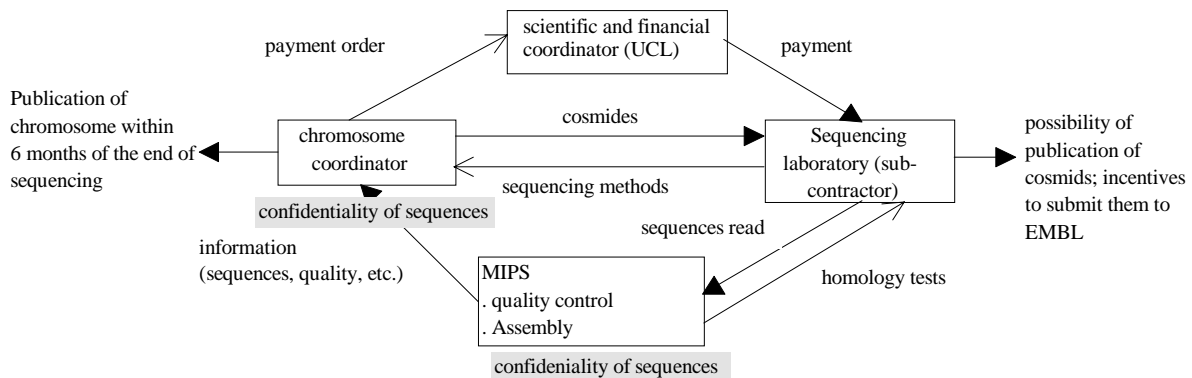 scientific and financial
coordinator (UCL)
payment order
payment
Publication of
chromosome within
6 months of the end of
sequencing
chromosome
coordinator
cosmides
sequencing methods
Sequencing
laboratory (sub-
contractor)
possibility of
publication of
cosmids; incentives
to submit them to
EMBL
confidentiality of sequences
sequences read
information
(sequences, quality, etc.)
homology tests
MIPS
. quality control
. Assembly
confideniality of sequences